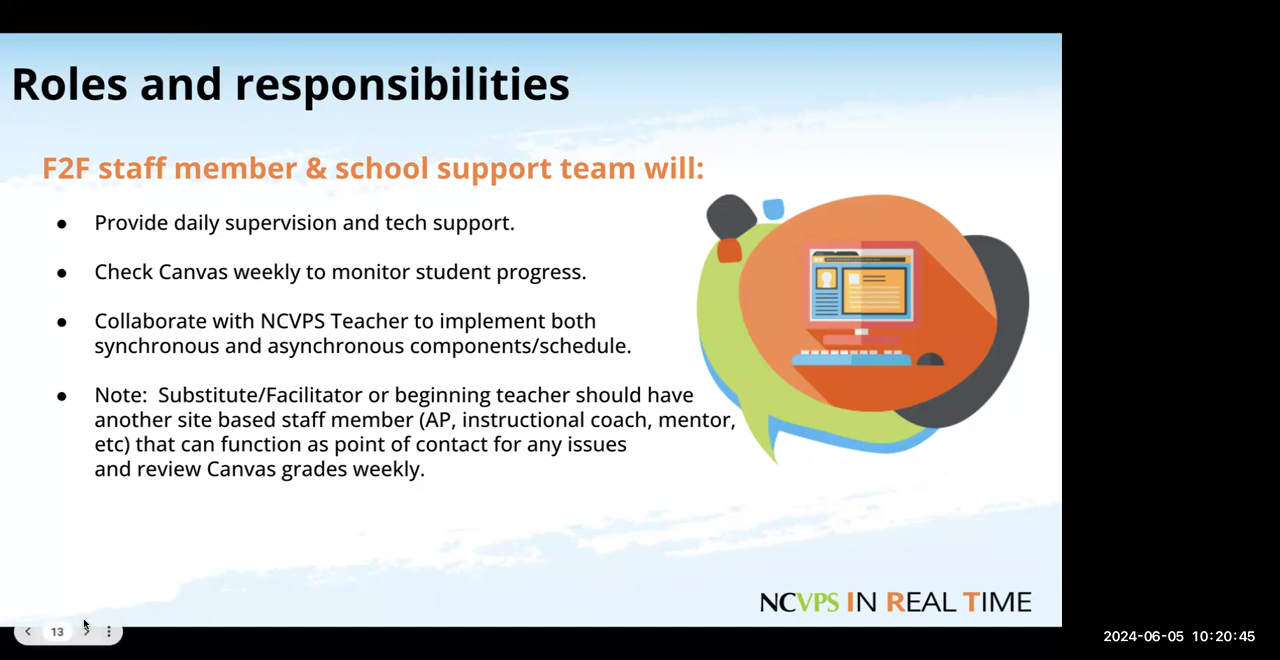 Roles and responsibilities
F2F staff member & school support team will:
● Provide daily supervision and tech support.
● Check Canvas weekly to monitor student progress.
● Collaborate with NCVPS Teacher to implement both
synchronous and asynchronous components/schedule.
● Note:  Substitute/Facilitator or beginning teacher should have
another site based staff member (AP, instructional coach, mentor,
etc) that can function as point of contact for any issues
and review Canvas grades weekly.
NCVPS IN REAL TIME
13
2024-06-05 10:20:45